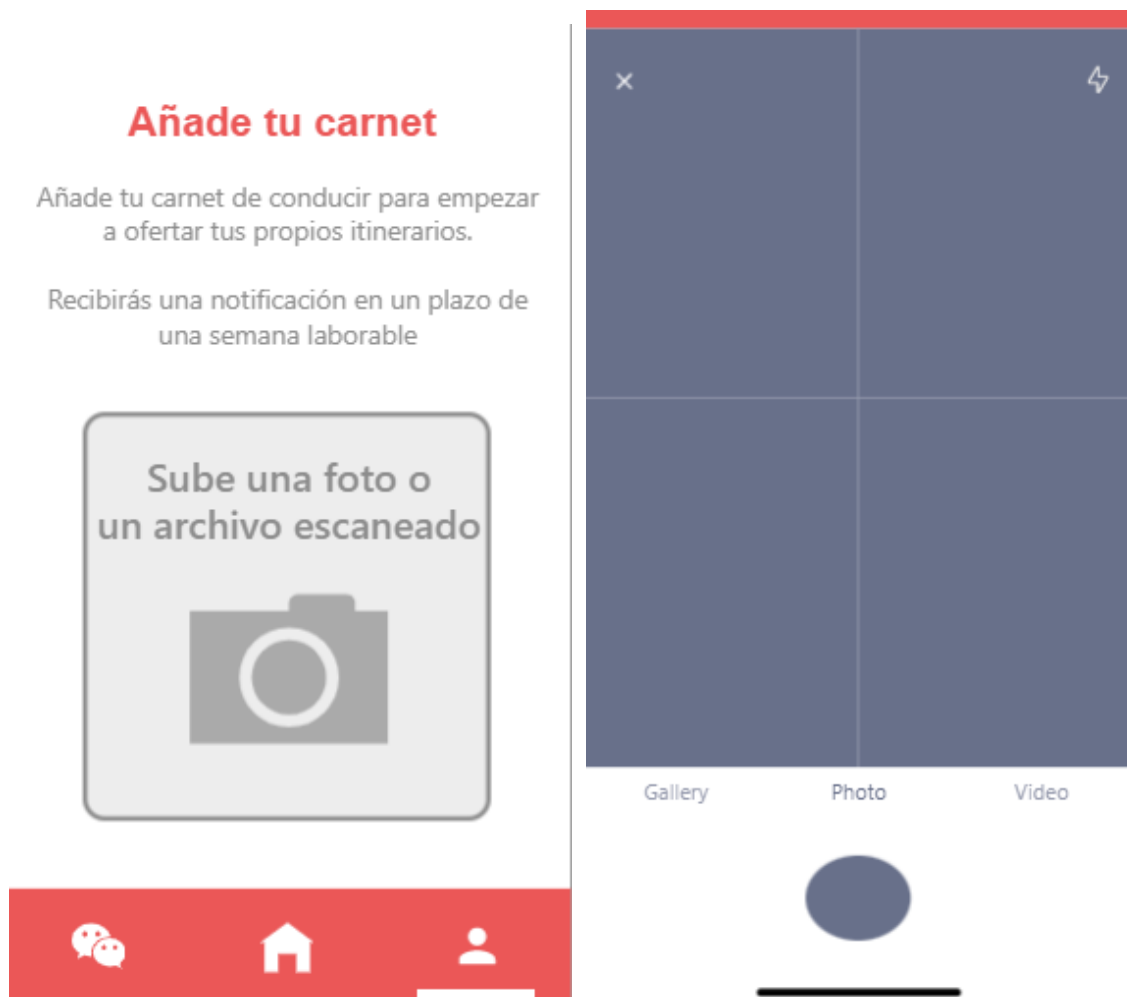 Añade tu carnet
Añade tu carnet de conducir para empezar
a ofertar tus propios itinerarios.
Recibirás una notificación en un plazo de
una semana laborable
Sube una foto o
un archivo escaneado
Gallery
Photo
Video